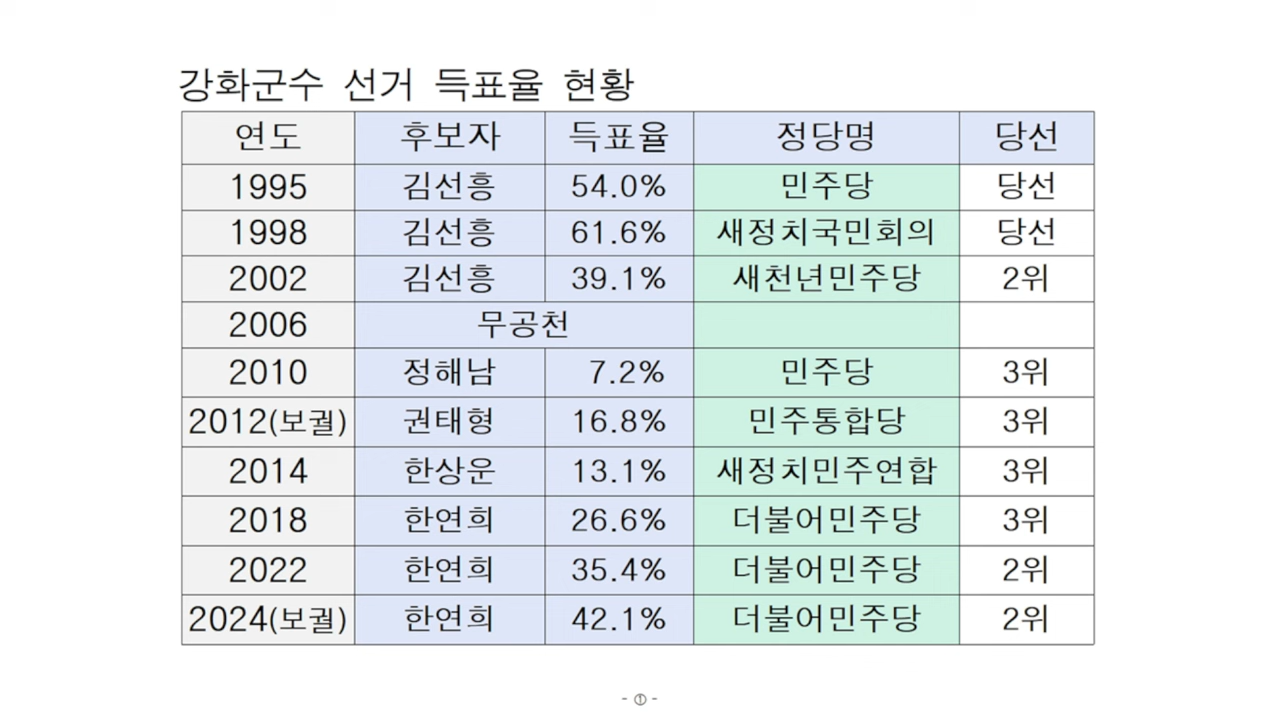 강화군수 선거 득표율 현황
연도 후보자 득표율 정당명 당선
1995 김선흥 54.0% 민주당 당선
1998 김선흥 61.6% 새정치국민회의 당선
2002 김선흥 39.1% 새천년민주당 2위
2006 무공천
2010 정해남 7.2% 민주당 3위
2012(보궐) 권태형 16.8% 민주통합당 3위
2014 한상운 13.1% 새정치민주연합 3위
2018 한연희 26.6% 더불어민주당 3위
2022 한연희 35.4% 더불어민주당 2위
2024(보궐) 한연희 42.1% 더불어민주당 2위
- ① -